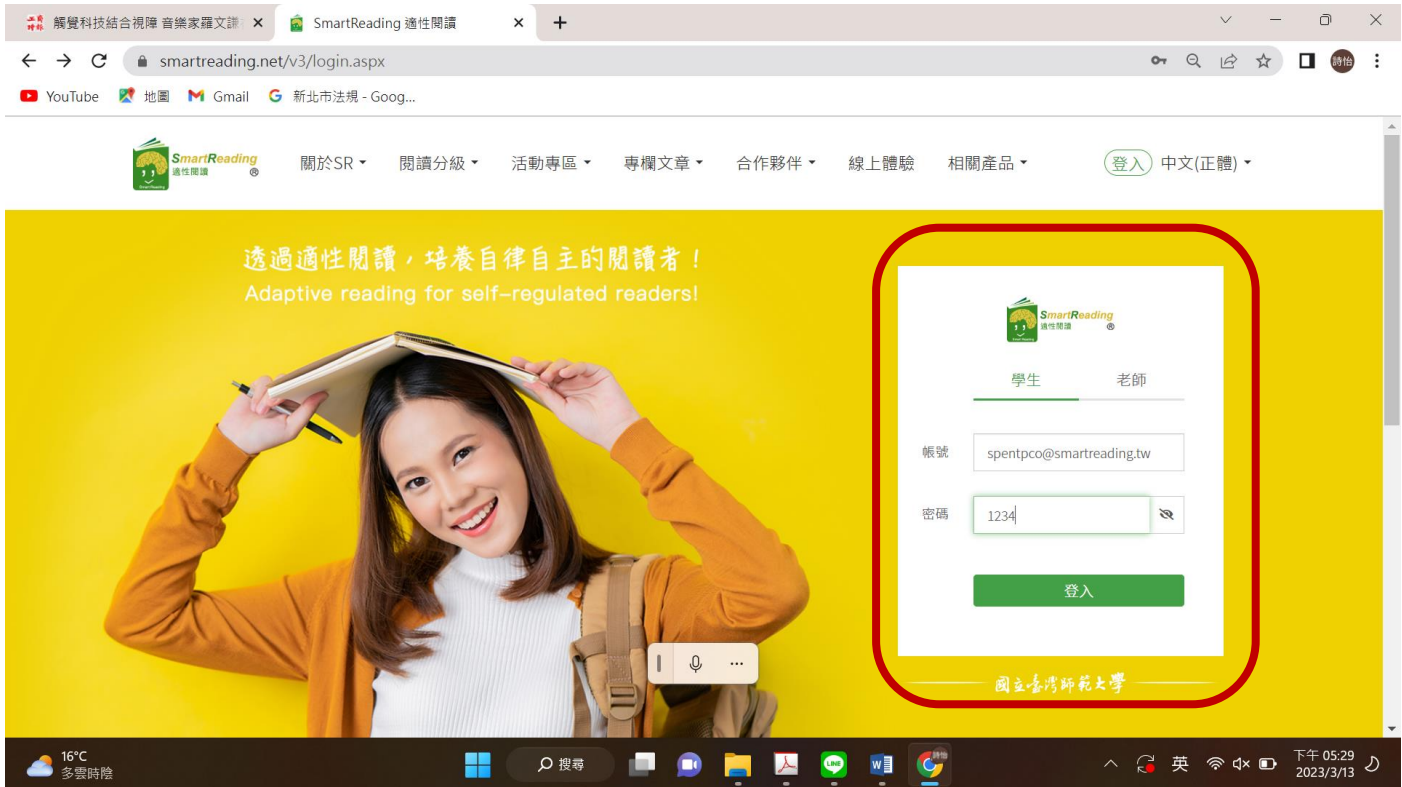 觸覺科技結合視障 音樂家羅文謙
SmartReading 適性閱讀
smartreading.net/v3/login.aspx
詩怡
YouTube
地圖
Gmail
新北市法規 - Goog...
SmartReading
適性閱讀
®
關於SR
閱讀分級
活動專區
專欄文章
合作夥伴
線上體驗
相關產品
登入
中文(正體)
透過適性閱讀，培養自律自主的閱讀者！
Adaptive reading for self-regulated readers!
SmartReading
適性閱讀
®
學生
老師
帳號
spentpco@smartreading.tw
密碼
1234
登入
國立臺灣師範大學
16°C
多雲時陰
搜尋
LINE
W
英
下午 05:29
2023/3/13